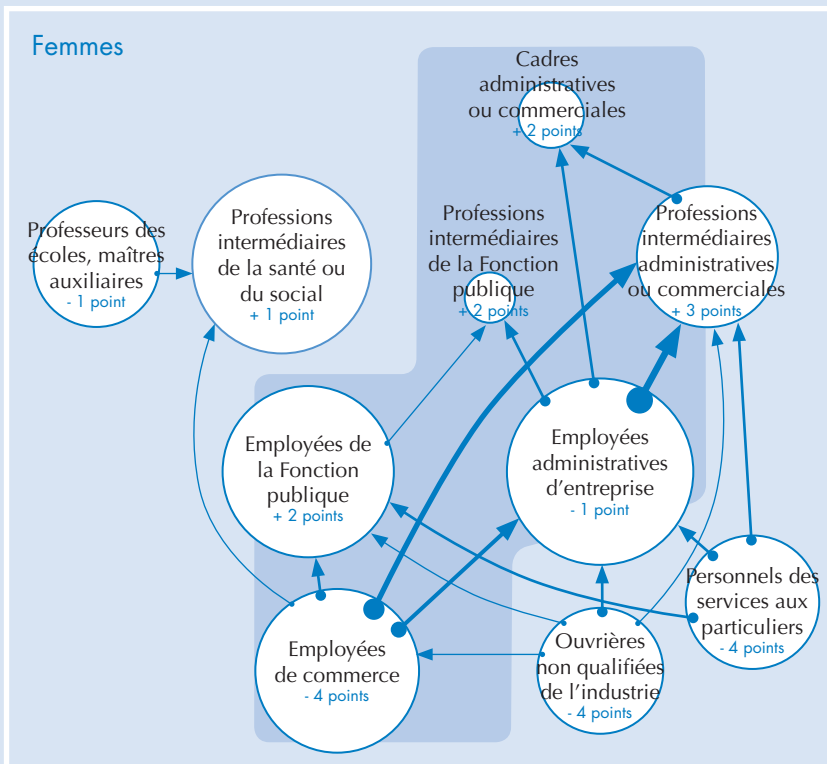 Femmes
Cadres
administratives
ou commerciales
+ 2 points
Professeurs des
écoles, maîtres
auxiliaires
- 1 point
Professions
intermédiaires
de la santé ou
du social
+ 1 point
Professions
intermédiaires
de la Fonction
publique
+ 2 points
Professions
intermédiaires
administratives
ou commerciales
+ 3 points
Employées de
la Fonction
publique
+ 2 points
Employées
administratives
d'entreprise
- 1 point
Personnels des
services aux
particuliers
- 4 points
Employées
de commerce
- 4 points
Ouvrières
non qualifiées
de l'industrie
- 4 points